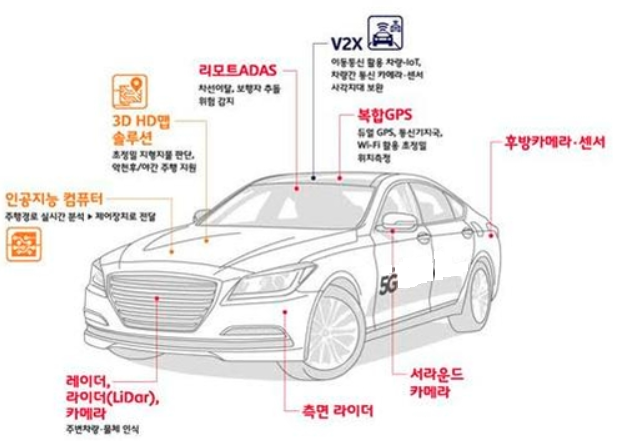 V2X
이동통신 활용 차량-IoT,
차량간 통신 카메라·센서
사각지대 보완
리모트ADAS
차선이탈, 보행자 추돌
위험 감지
3D HD맵
솔루션
초정밀 지형지물 판단,
악천후/야간 주행 지원
복합GPS
듀얼 GPS, 통신기지국,
Wi-Fi 활용 초정밀
위치측정
후방카메라·센서
인공지능 컴퓨터
주행경로 실시간 분석 ▶ 제어장치로 전달
5G
레이더,
라이더(LiDar),
카메라
주변차량·물체 인식
측면 라이더
서라운드
카메라